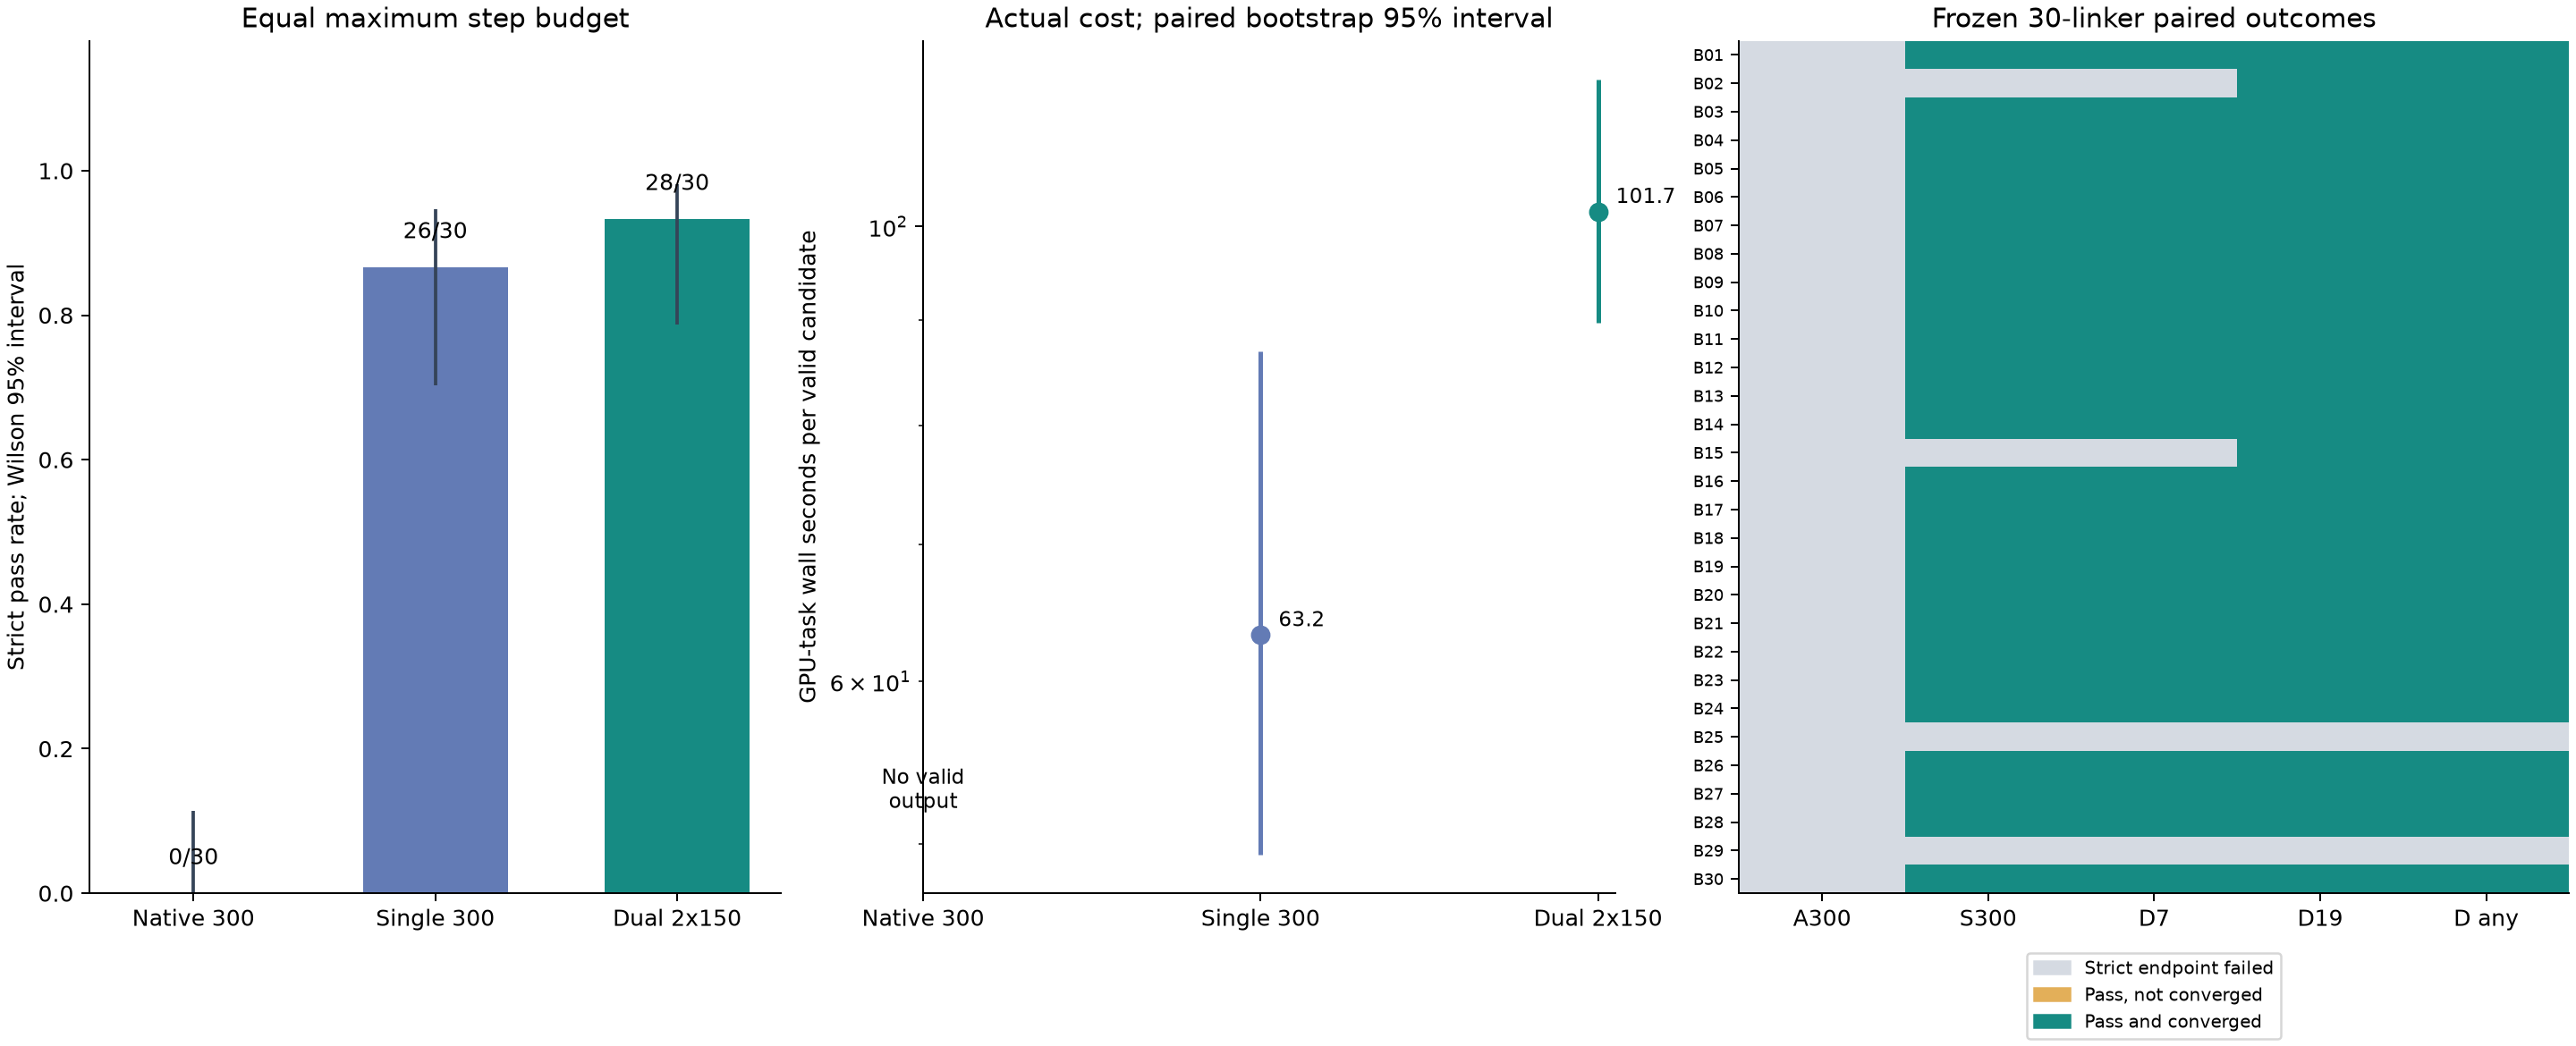 Equal maximum step budget
Strict pass rate; Wilson 95% interval
1.0
0.8
0.6
0.4
0.2
0.0
0/30
26/30
28/30
Native 300
Single 300
Dual 2x150
Actual cost; paired bootstrap 95% interval
GPU-task wall seconds per valid candidate
10²
6 × 10¹
101.7
63.2
No valid
output
Native 300
Single 300
Dual 2x150
Frozen 30-linker paired outcomes
B01
B02
B03
B04
B05
B06
B07
B08
B09
B10
B11
B12
B13
B14
B15
B16
B17
B18
B19
B20
B21
B22
B23
B24
B25
B26
B27
B28
B29
B30
A300
S300
D7
D19
D any
Strict endpoint failed
Pass, not converged
Pass and converged